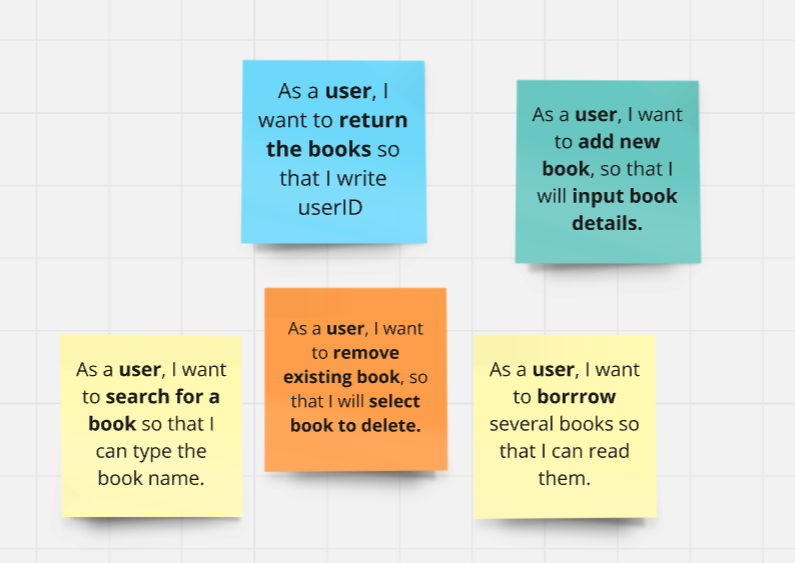 As a user, I
want to return
the books so
that I write
userID
As a user, I want
to add new
book, so that I
will input book
details.
As a user, I want
to search for a
book so that I
can type the
book name.
As a user, I want
to remove
existing book, so
that I will select
book to delete.
As a user, I want
to borrrow
several books so
that I can read
them.